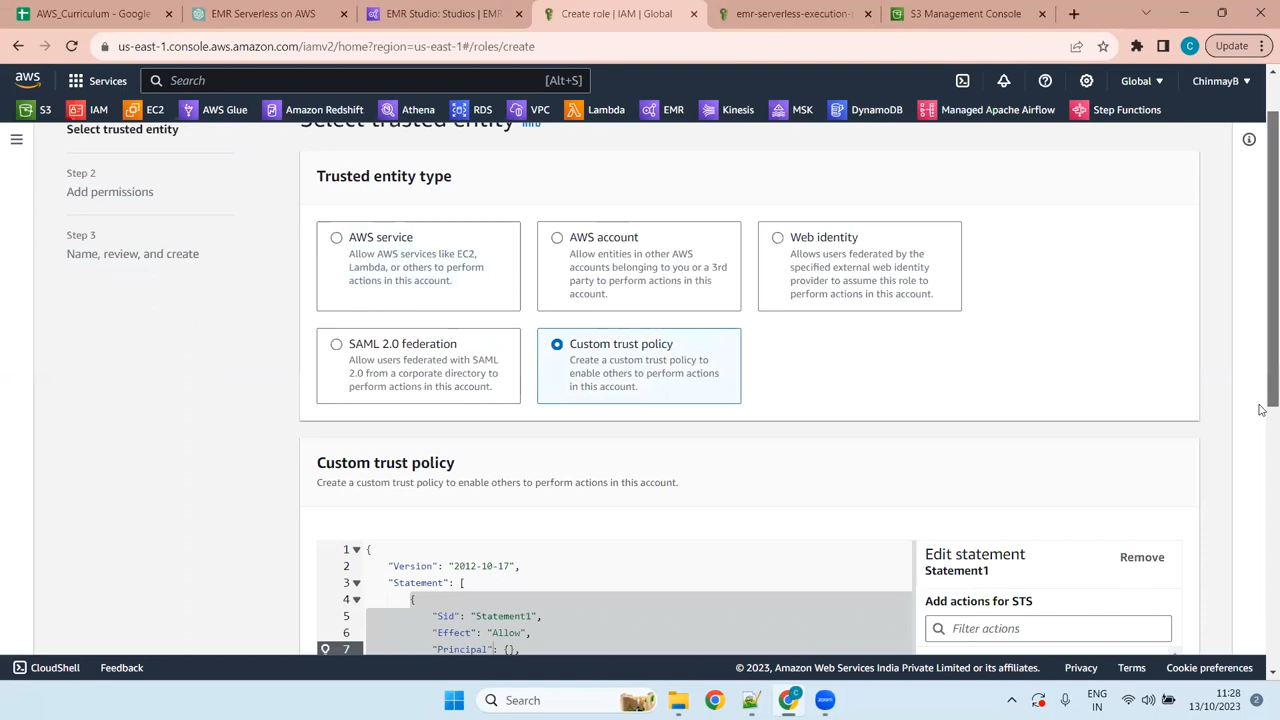 AWS_Curriculum - Google
EMR Serverless on AWS
EMR Studio: Studios | EMR
Create role | IAM | Global
emr-serverless-execution-
S3 Management Console
us-east-1.console.aws.amazon.com/iamv2/home?region=us-east-1#/roles/create
C
Update
aws
Services
Search
[Alt+S]
Global
ChinmayB
S3
IAM
EC2
AWS Glue
Amazon Redshift
Athena
RDS
VPC
Lambda
EMR
Kinesis
MSK
DynamoDB
Managed Apache Airflow
Step Functions
Select trusted entity
Select trusted entity Info
Step 2
Add permissions
Step 3
Name, review, and create
Trusted entity type
AWS service
Allow AWS services like EC2,
Lambda, or others to perform
actions in this account.
AWS account
Allow entities in other AWS
accounts belonging to you or a 3rd
party to perform actions in this
account.
Web identity
Allows users federated by the
specified external web identity
provider to assume this role to
perform actions in this account.
SAML 2.0 federation
Allow users federated with SAML
2.0 from a corporate directory to
perform actions in this account.
Custom trust policy
Create a custom trust policy to
enable others to perform actions
in this account.
Custom trust policy
Create a custom trust policy to enable others to perform actions in this account.
1 {
2 "Version": "2012-10-17",
3 "Statement": [
4 {
5 "Sid": "Statement1",
6 "Effect": "Allow",
7 "Principal": {},
Edit statement
Remove
Statement1
Add actions for STS
Filter actions
CloudShell
Feedback
© 2023, Amazon Web Services India Private Limited or its affiliates.
Privacy
Terms
Cookie preferences
Search
C
zoom
ENG
IN
11:28
13/10/2023
2